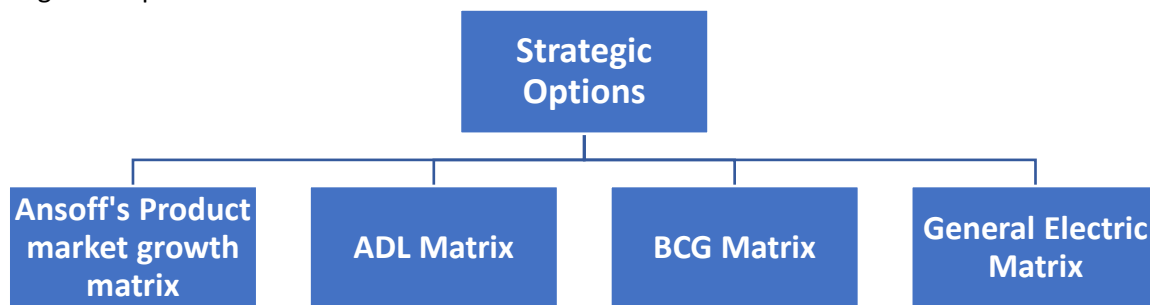 Strategic
Options
Ansoff's Product
market growth
matrix
ADL Matrix
BCG Matrix
General Electric
Matrix